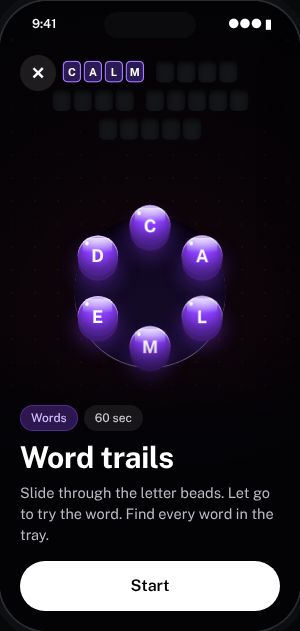 9:41
C A L M
C
D A
E L
M
Words 60 sec
Word trails
Slide through the letter beads. Let go
to try the word. Find every word in the
tray.
Start